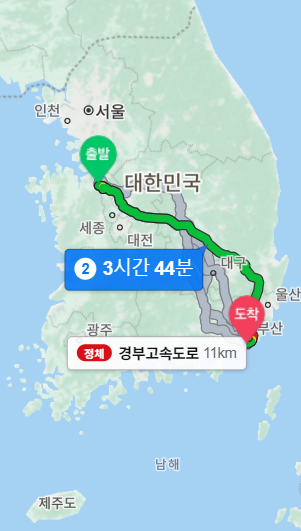 인천
서울
출발
대한민국
세종
대전
2 3시간 44분
대구
울산
도착
부산
광주
정체 경부고속도로 11km
남해
제주도